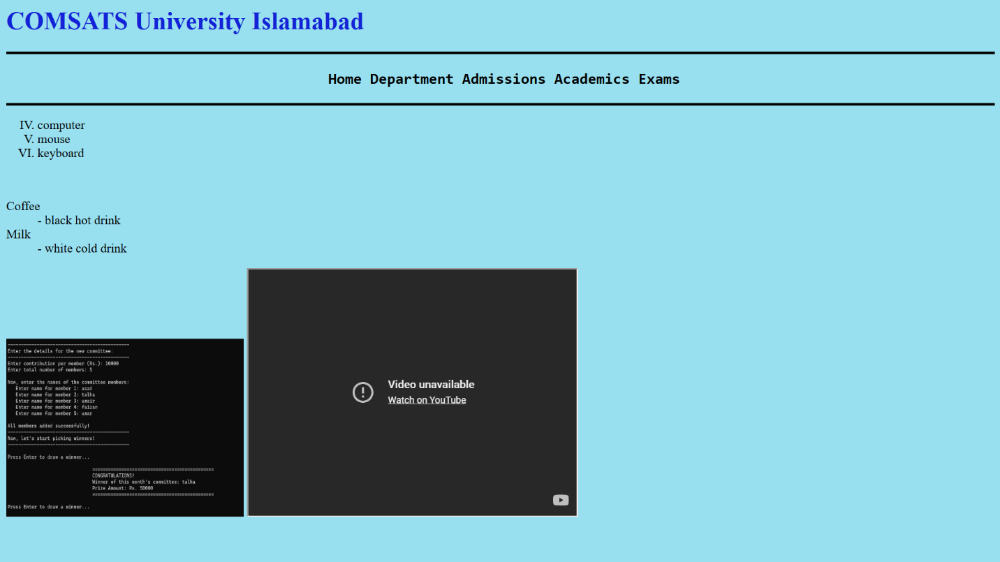 COMSATS University Islamabad
Home Department Admissions Academics Exams
IV. computer
V. mouse
VI. keyboard
Coffee
- black hot drink
Milk
- white cold drink
------------------------------------------------
Enter the details for the new committee:
------------------------------------------------
Enter contribution per member (Rs.): 10000
Enter total number of members: 5
Now, enter the names of the committee members:
Enter name for member 1: asad
Enter name for member 2: talha
Enter name for member 3: umair
Enter name for member 4: faizan
Enter name for member 5: umar
All members added successfully!
------------------------------------------------
Now, let's start picking winners!
------------------------------------------------
Press Enter to draw a winner...
================================================
CONGRATULATIONS!
Winner of this month's committee: talha
Prize Amount: Rs. 50000
================================================
Press Enter to draw a winner...
Video unavailable
Watch on YouTube